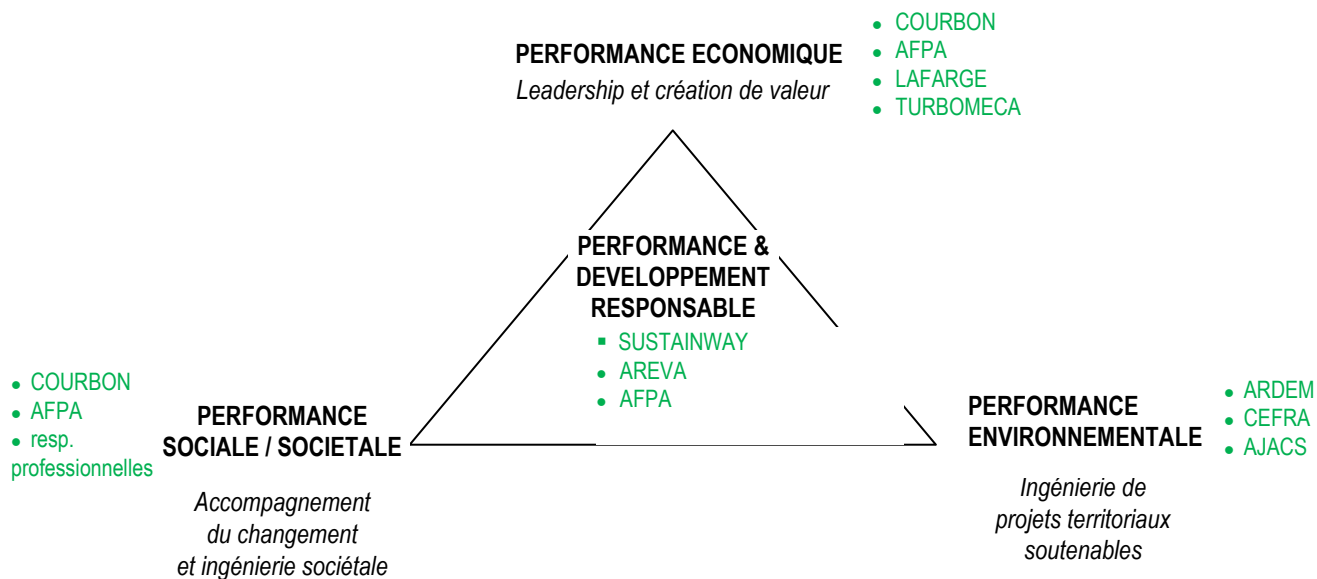 PERFORMANCE ECONOMIQUE
Leadership et création de valeur
• COURBON
• AFPA
• LAFARGE
• TURBOMECA
PERFORMANCE &
DEVELOPPEMENT
RESPONSABLE
▪ SUSTAINWAY
• AREVA
• AFPA
• COURBON
• AFPA
• resp.
professionnelles
PERFORMANCE
SOCIALE / SOCIETALE
Accompagnement
du changement
et ingénierie sociétale
PERFORMANCE
ENVIRONNEMENTALE
Ingénierie de
projets territoriaux
soutenables
• ARDEM
• CEFRA
• AJACS